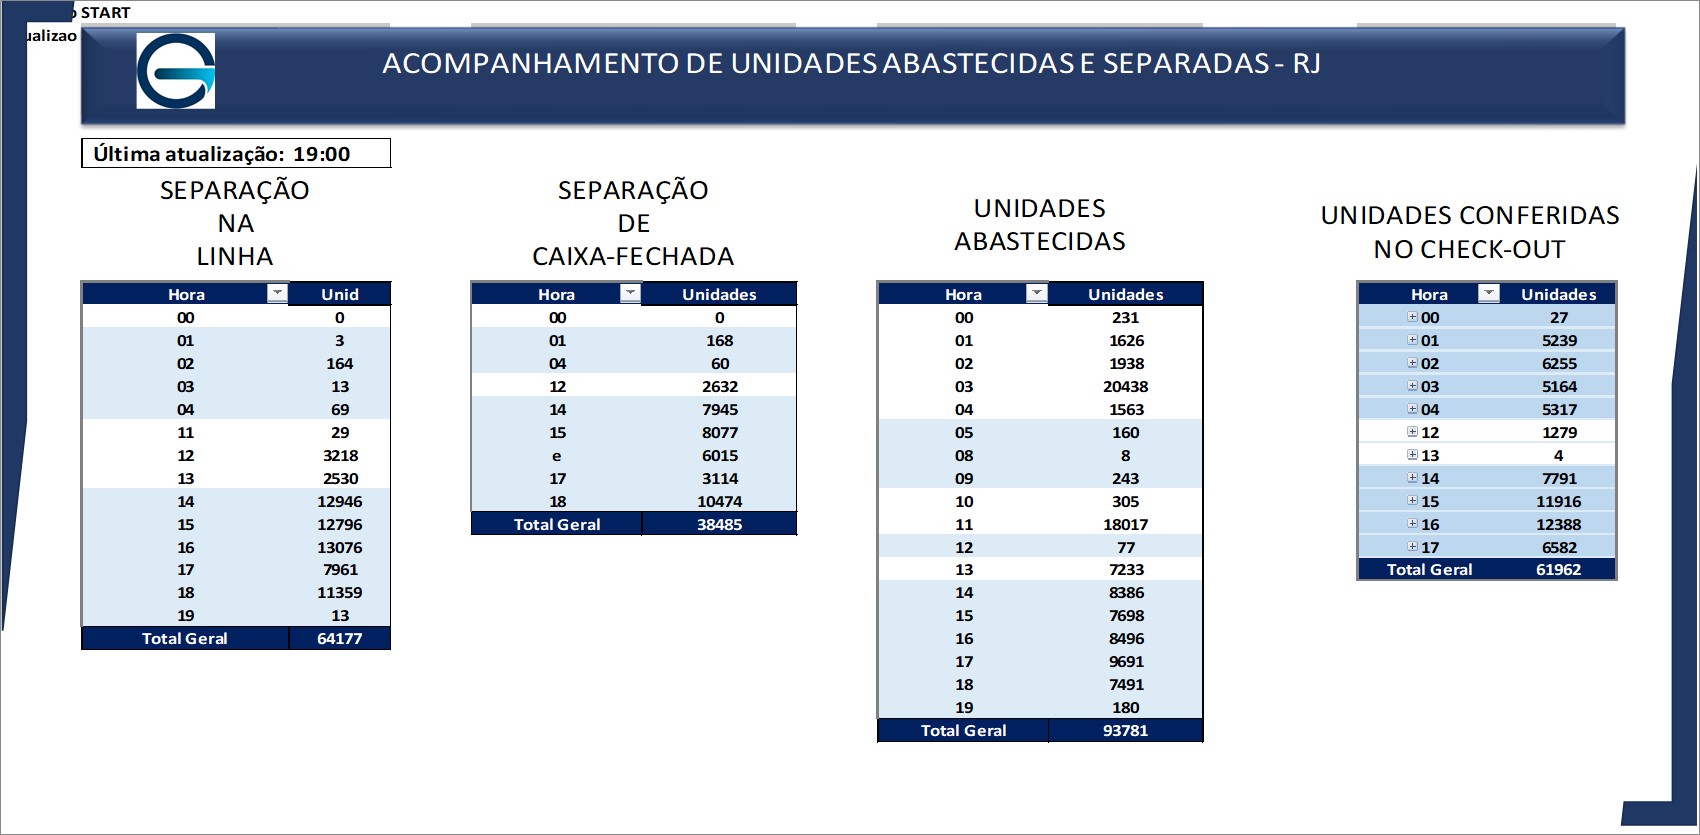 START
ualizao
ACOMPANHAMENTO DE UNIDADES ABASTECIDAS E SEPARADAS - RJ
Última atualização: 19:00
SEPARAÇÃO
NA
LINHA
Hora Unid
00 0
01 3
02 164
03 13
04 69
11 29
12 3218
13 2530
14 12946
15 12796
16 13076
17 7961
18 11359
19 13
Total Geral 64177
SEPARAÇÃO
DE
CAIXA-FECHADA
Hora Unidades
00 0
01 168
04 60
12 2632
14 7945
15 8077
e 6015
17 3114
18 10474
Total Geral 38485
UNIDADES
ABASTECIDAS
Hora Unidades
00 231
01 1626
02 1938
03 20438
04 1563
05 160
08 8
09 243
10 305
11 18017
12 77
13 7233
14 8386
15 7698
16 8496
17 9691
18 7491
19 180
Total Geral 93781
UNIDADES CONFERIDAS
NO CHECK-OUT
Hora Unidades
00 27
01 5239
02 6255
03 5164
04 5317
12 1279
13 4
14 7791
15 11916
16 12388
17 6582
Total Geral 61962